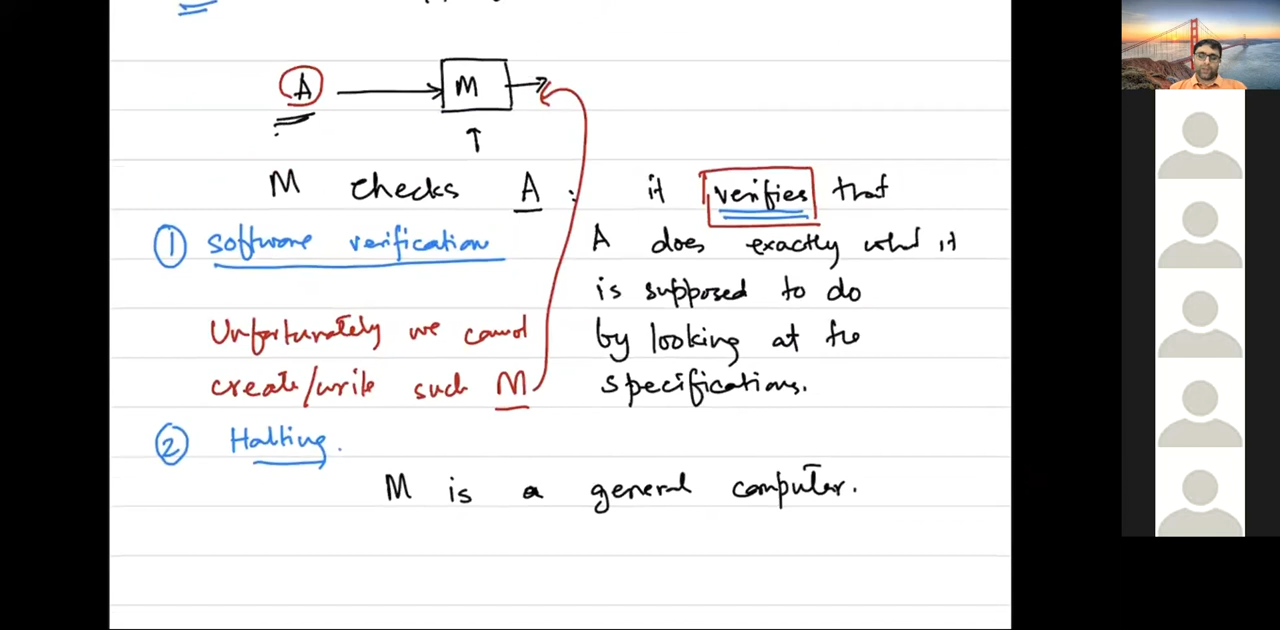 A M
M checks A : it verifies that
① software verification A does exactly what it
is supposed to do
Unfortunately we cannot by looking at the
create/write such M specifications.
② Halting.
M is a general computer.